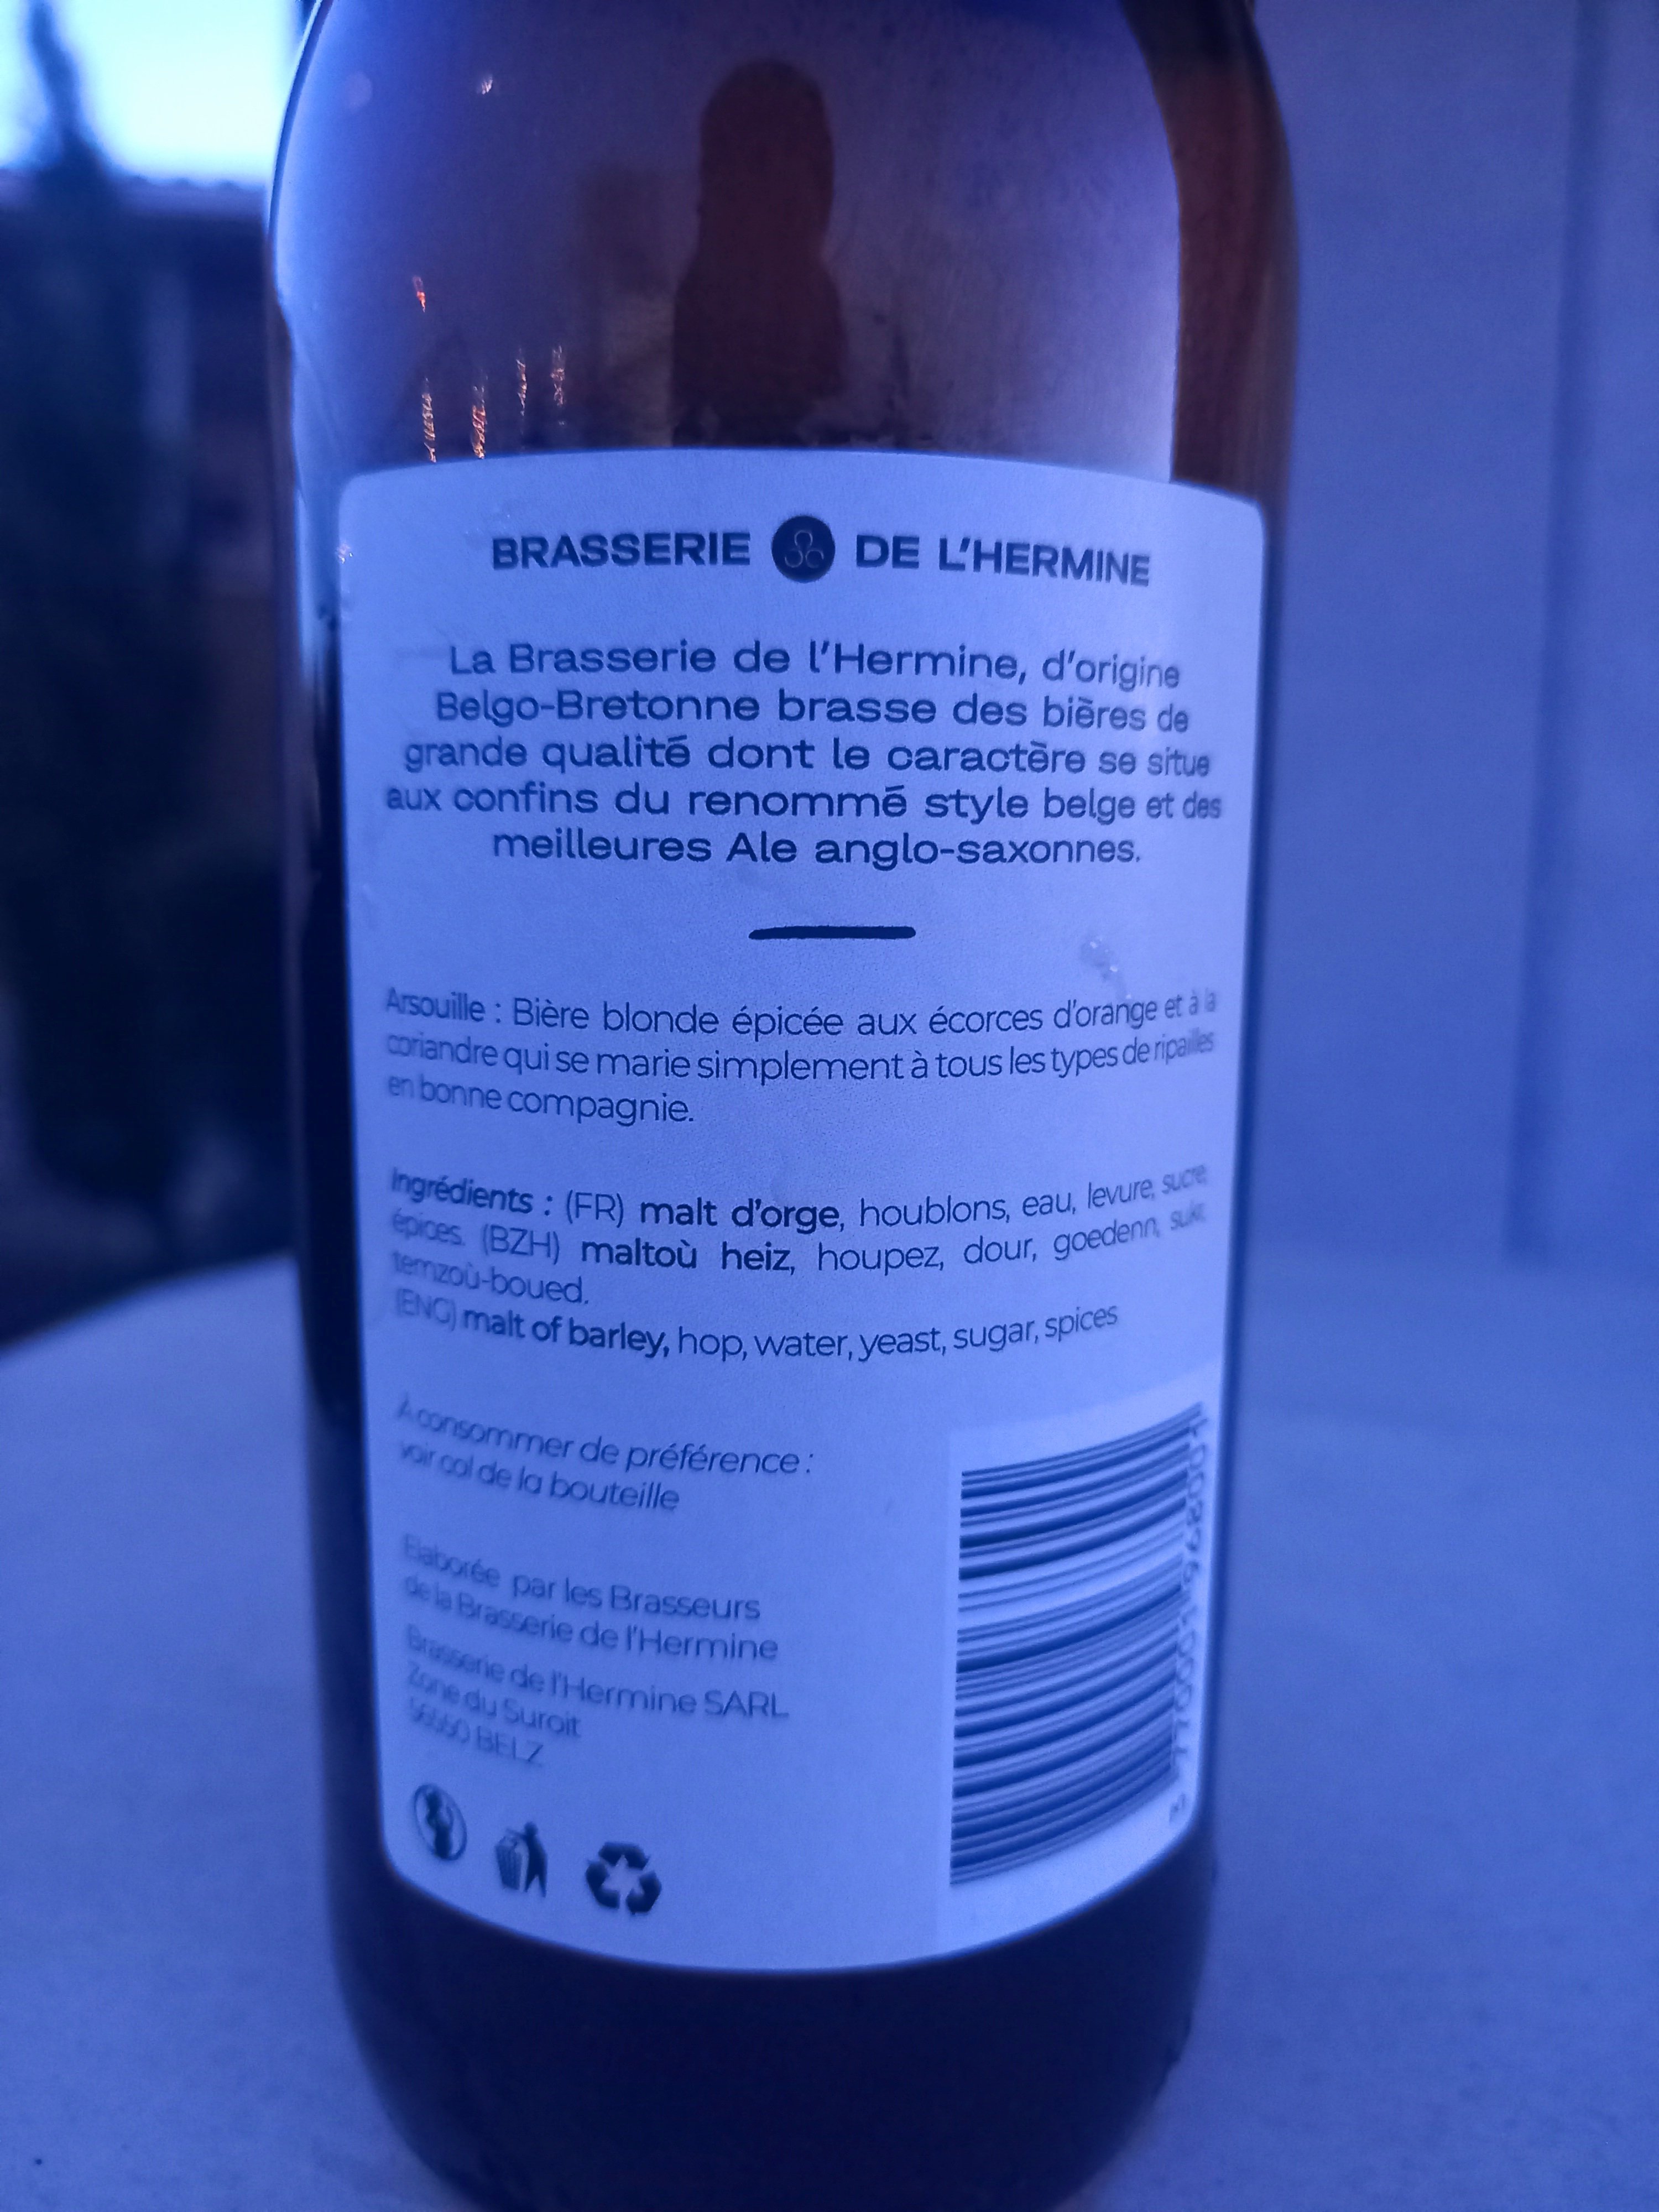 BRASSERIE DE L'HERMINE
La Brasserie de l'Hermine, d'origine
Belgo-Bretonne brasse des bières de
grande qualité dont le caractère se situe
aux confins du renommé style belge et des
meilleures Ale anglo-saxonnes.
Arsouille : Bière blonde épicée aux écorces d'orange et à la
coriandre qui se marie simplement à tous les types de ripailles
en bonne compagnie.
Ingrédients : (FR) malt d'orge, houblons, eau, levure, sucre,
épices. (BZH) maltoù heiz, houpez, dour, goedenn, sukr,
temzoù-boued.
(ENG) malt of barley, hop, water, yeast, sugar, spices
A consommer de préférence :
voir col de la bouteille
Elaborée par les Brasseurs
de la Brasserie de l'Hermine
Brasserie de l'Hermine SARL
Zone du Suroit
BELZ